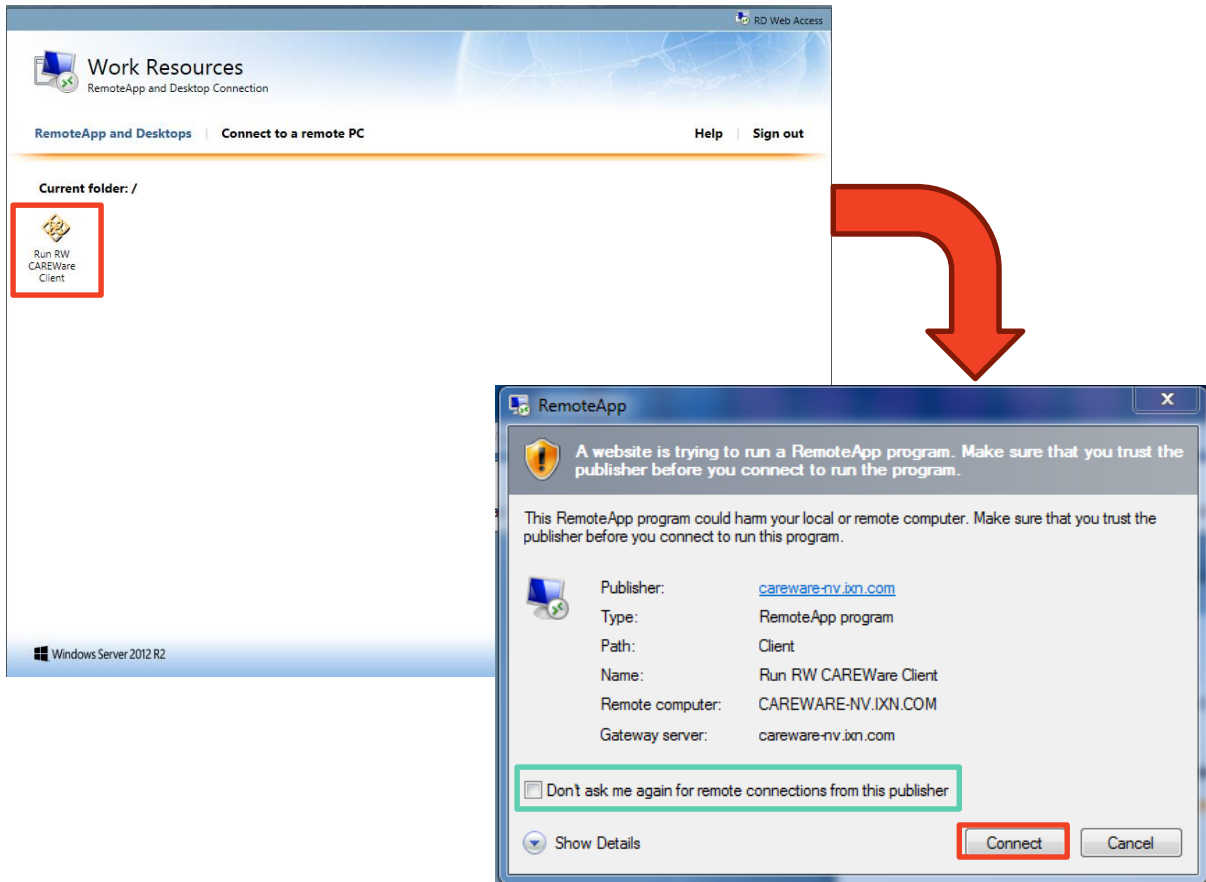 RD Web Access
Work Resources
RemoteApp and Desktop Connection
RemoteApp and Desktops | Connect to a remote PC
Help | Sign out
Current folder: /
Run RW
CAREWare
Client
Windows Server 2012 R2
RemoteApp
X
A website is trying to run a RemoteApp program. Make sure that you trust the
publisher before you connect to run the program.
This RemoteApp program could harm your local or remote computer. Make sure that you trust the
publisher before you connect to run this program.
Publisher: careware-nv.ixn.com
Type: RemoteApp program
Path: Client
Name: Run RW CAREWare Client
Remote computer: CAREWARE-NV.IXN.COM
Gateway server: careware-nv.ixn.com
Don't ask me again for remote connections from this publisher
Show Details
Connect
Cancel